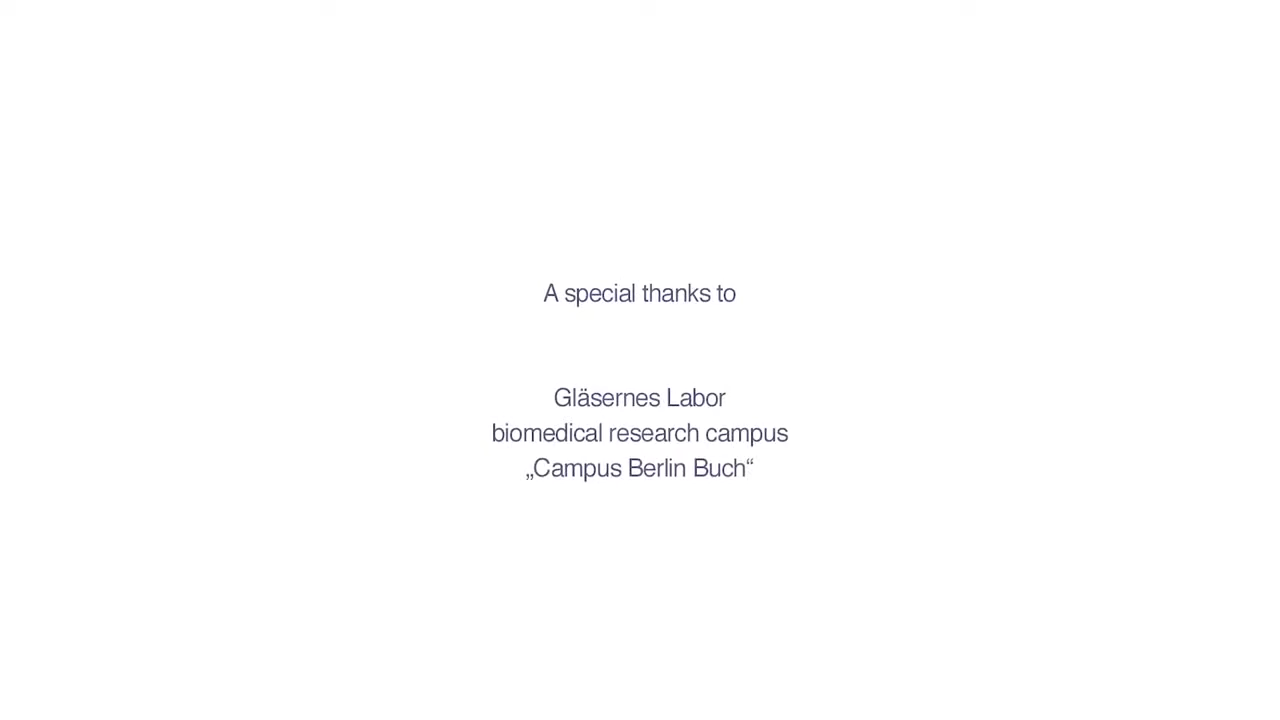 A special thanks to
Gläsernes Labor
biomedical research campus
„Campus Berlin Buch“